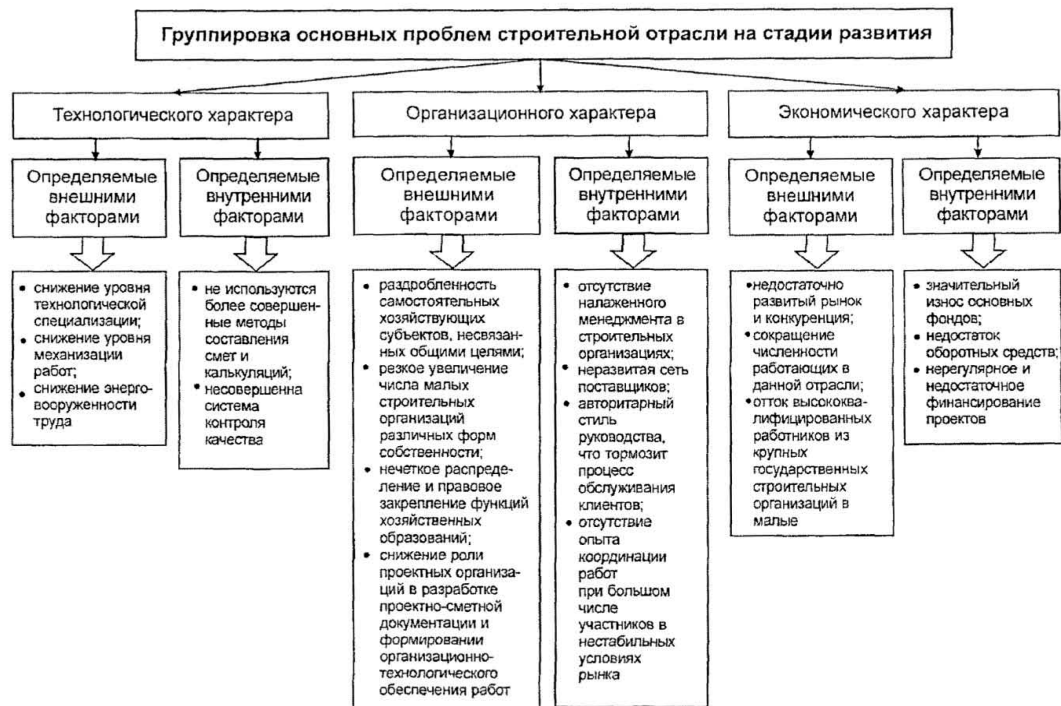 Группировка основных проблем строительной отрасли на стадии развития
Технологического характера
Организационного характера
Экономического характера
Определяемые
внешними
факторами
Определяемые
внутренними
факторами
Определяемые
внешними
факторами
Определяемые
внутренними
факторами
Определяемые
внешними
факторами
Определяемые
внутренними
факторами
• снижение уровня
технологической
специализации;
• снижение уровня
механизации
работ;
• снижение энерго-
вооруженности
труда
• не используются
более совершен-
ные методы
составления
смет и
калькуляций;
• несовершенна
система
контроля
качества
• раздробленность
самостоятельных
хозяйствующих
субъектов, несвязан-
ных общими целями;
• резкое увеличение
числа малых
строительных
организаций
различных форм
собственности;
• нечеткое распреде-
ление и правовое
закрепление функций
хозяйственных
образований;
• снижение роли
проектных организа-
ций в разработке
проектно-сметной
документации и
формировании
организационно-
технологического
обеспечения работ
• отсутствие
налаженного
менеджмента в
строительных
организациях;
• неразвитая сеть
поставщиков;
• авторитарный
стиль
руководства,
что тормозит
процесс
обслуживания
клиентов;
• отсутствие
опыта
координации
работ
при большом
числе
участников в
нестабильных
условиях
рынка
•недостаточно
развитый рынок
и конкуренция;
• сокращение
численности
работающих в
данной отрасли;
• отток высококва-
лифицированных
работников из
крупных
государственных
строительных
организаций в
малые
• значительный
износ основных
фондов;
•недостаток
оборотных средств;
• нерегулярное и
недостаточное
финансирование
проектов